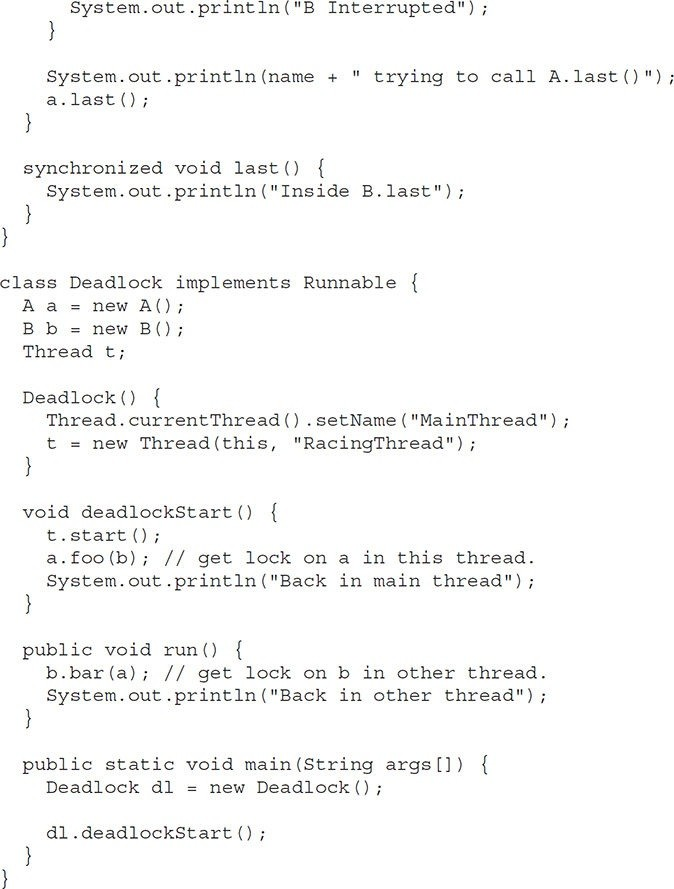 System.out.println("B Interrupted");
    }

    System.out.println(name + " trying to call A.last()");
    a.last();
  }

  synchronized void last() {
    System.out.println("Inside B.last");
  }
}

class Deadlock implements Runnable {
  A a = new A();
  B b = new B();
  Thread t;

  Deadlock() {
    Thread.currentThread().setName("MainThread");
    t = new Thread(this, "RacingThread");
  }

  void deadlockStart() {
    t.start();
    a.foo(b); // get lock on a in this thread.
    System.out.println("Back in main thread");
  }

  public void run() {
    b.bar(a); // get lock on b in other thread.
    System.out.println("Back in other thread");
  }

  public static void main(String args[]) {
    Deadlock dl = new Deadlock();

    dl.deadlockStart();
  }
}